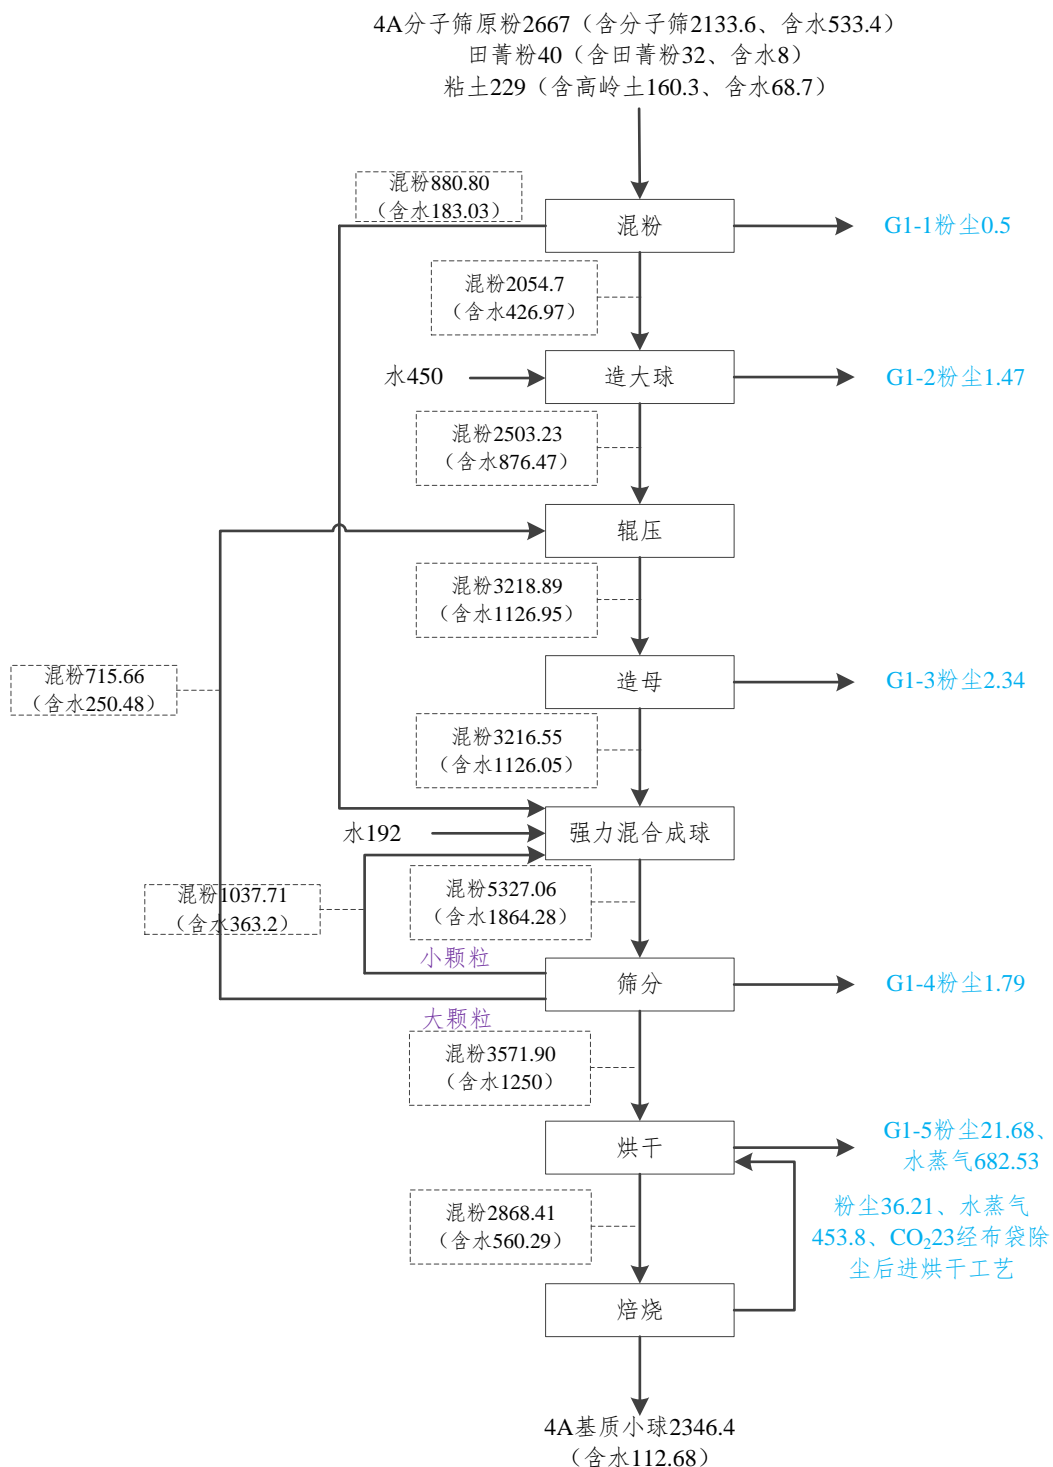 4A分子筛原粉2667（含分子筛2133.6、含水533.4）
田菁粉40（含田菁粉32、含水8）
粘土229（含高岭土160.3、含水68.7）
混粉880.80
（含水183.03）
混粉
G1-1粉尘0.5
混粉2054.7
（含水426.97）
水450
造大球
G1-2粉尘1.47
混粉2503.23
（含水876.47）
辊压
混粉3218.89
（含水1126.95）
混粉715.66
（含水250.48）
造母
G1-3粉尘2.34
混粉3216.55
（含水1126.05）
水192
强力混合成球
混粉1037.71
（含水363.2）
混粉5327.06
（含水1864.28）
小颗粒
筛分
G1-4粉尘1.79
大颗粒
混粉3571.90
（含水1250）
烘干
G1-5粉尘21.68、
水蒸气682.53
混粉2868.41
（含水560.29）
粉尘36.21、水蒸气
453.8、CO₂23经布袋除
尘后进烘干工艺
焙烧
4A基质小球2346.4
（含水112.68）